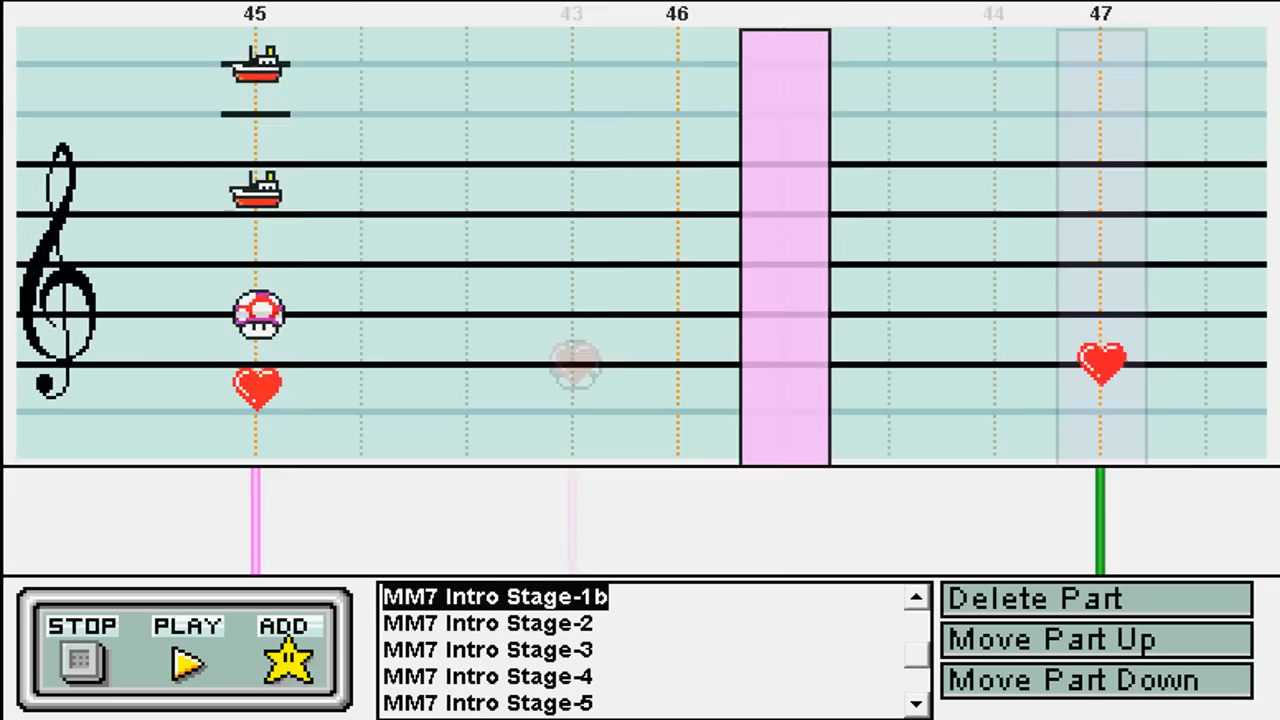 45 43 46 44 47
STOP PLAY ADD
MM7 Intro Stage-1b
MM7 Intro Stage-2
MM7 Intro Stage-3
MM7 Intro Stage-4
MM7 Intro Stage-5
Delete Part
Move Part Up
Move Part Down